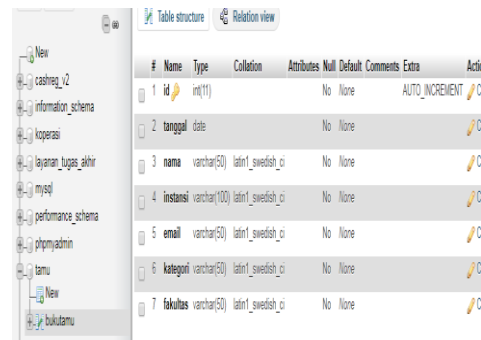 Table structure Relation view
New
cashreg_v2
information_schema
koperasi
layanan_tugas_akhir
mysql
performance_schema
phpmyadmin
tamu
New
bukutamu
# Name Type Collation Attributes Null Default Comments Extra
1 id int(11) No None AUTO_INCREMENT
2 tanggal date No None
3 nama varchar(50) latin1_swedish_ci No None
4 instansi varchar(100) latin1_swedish_ci No None
5 email varchar(50) latin1_swedish_ci No None
6 kategori varchar(50) latin1_swedish_ci No None
7 fakultas varchar(50) latin1_swedish_ci No None